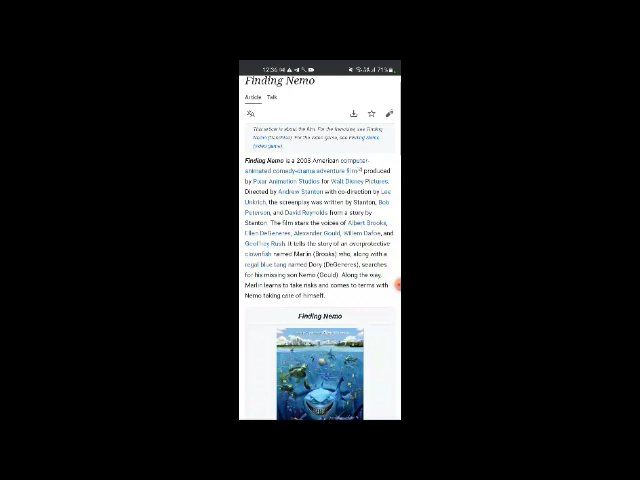 12:56
71%
Finding Nemo
Article Talk
This article is about the film. For the franchise, see Finding
Nemo (franchise). For the video game, see Finding Nemo
(video game).
Finding Nemo is a 2003 American computer-
animated comedy-drama adventure film produced
by Pixar Animation Studios for Walt Disney Pictures.
Directed by Andrew Stanton with co-direction by Lee
Unkrich, the screenplay was written by Stanton, Bob
Peterson, and David Reynolds from a story by
Stanton. The film stars the voices of Albert Brooks,
Ellen DeGeneres, Alexander Gould, Willem Dafoe, and
Geoffrey Rush. It tells the story of an overprotective
clownfish named Marlin (Brooks) who, along with a
regal blue tang named Dory (DeGeneres), searches
for his missing son Nemo (Gould). Along the way,
Marlin learns to take risks and comes to terms with
Nemo taking care of himself.
Finding Nemo